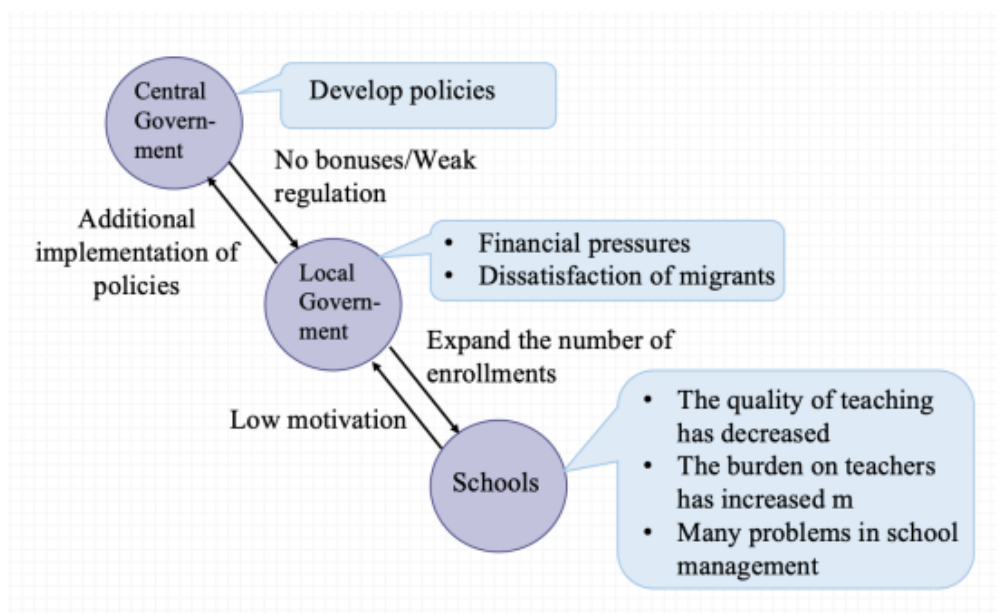 Central
Govern-
ment
Develop policies
No bonuses/Weak
regulation
Additional
implementation of
policies
Local
Govern-
ment
• Financial pressures
• Dissatisfaction of migrants
Expand the number of
enrollments
Low motivation
Schools
• The quality of teaching
has decreased
• The burden on teachers
has increased m
• Many problems in school
management